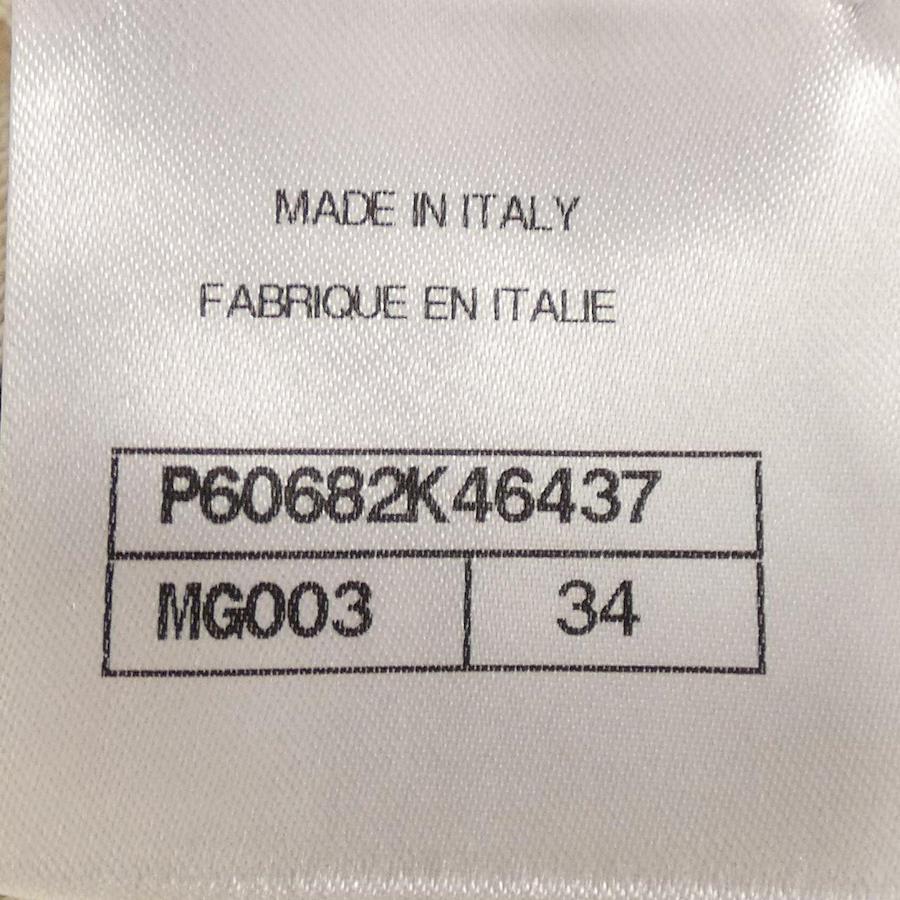 MADE IN ITALY
FABRIQUE EN ITALIE
P60682K46437
MG003 34